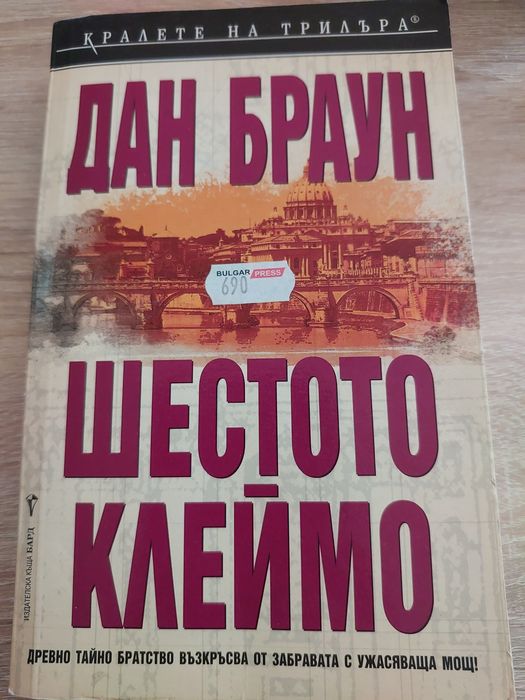 КРАЛЕТЕ НА ТРИЛЪРА®
ДАН БРАУН
BULGAR PRESS
690
ШЕСТОТО
КЛЕЙМО
ИЗДАТЕЛСКА КЪЩА БАРД
ДРЕВНО ТАЙНО БРАТСТВО ВЪЗКРЪСВА ОТ ЗАБРАВАТА С УЖАСЯВАЩА МОЩ!